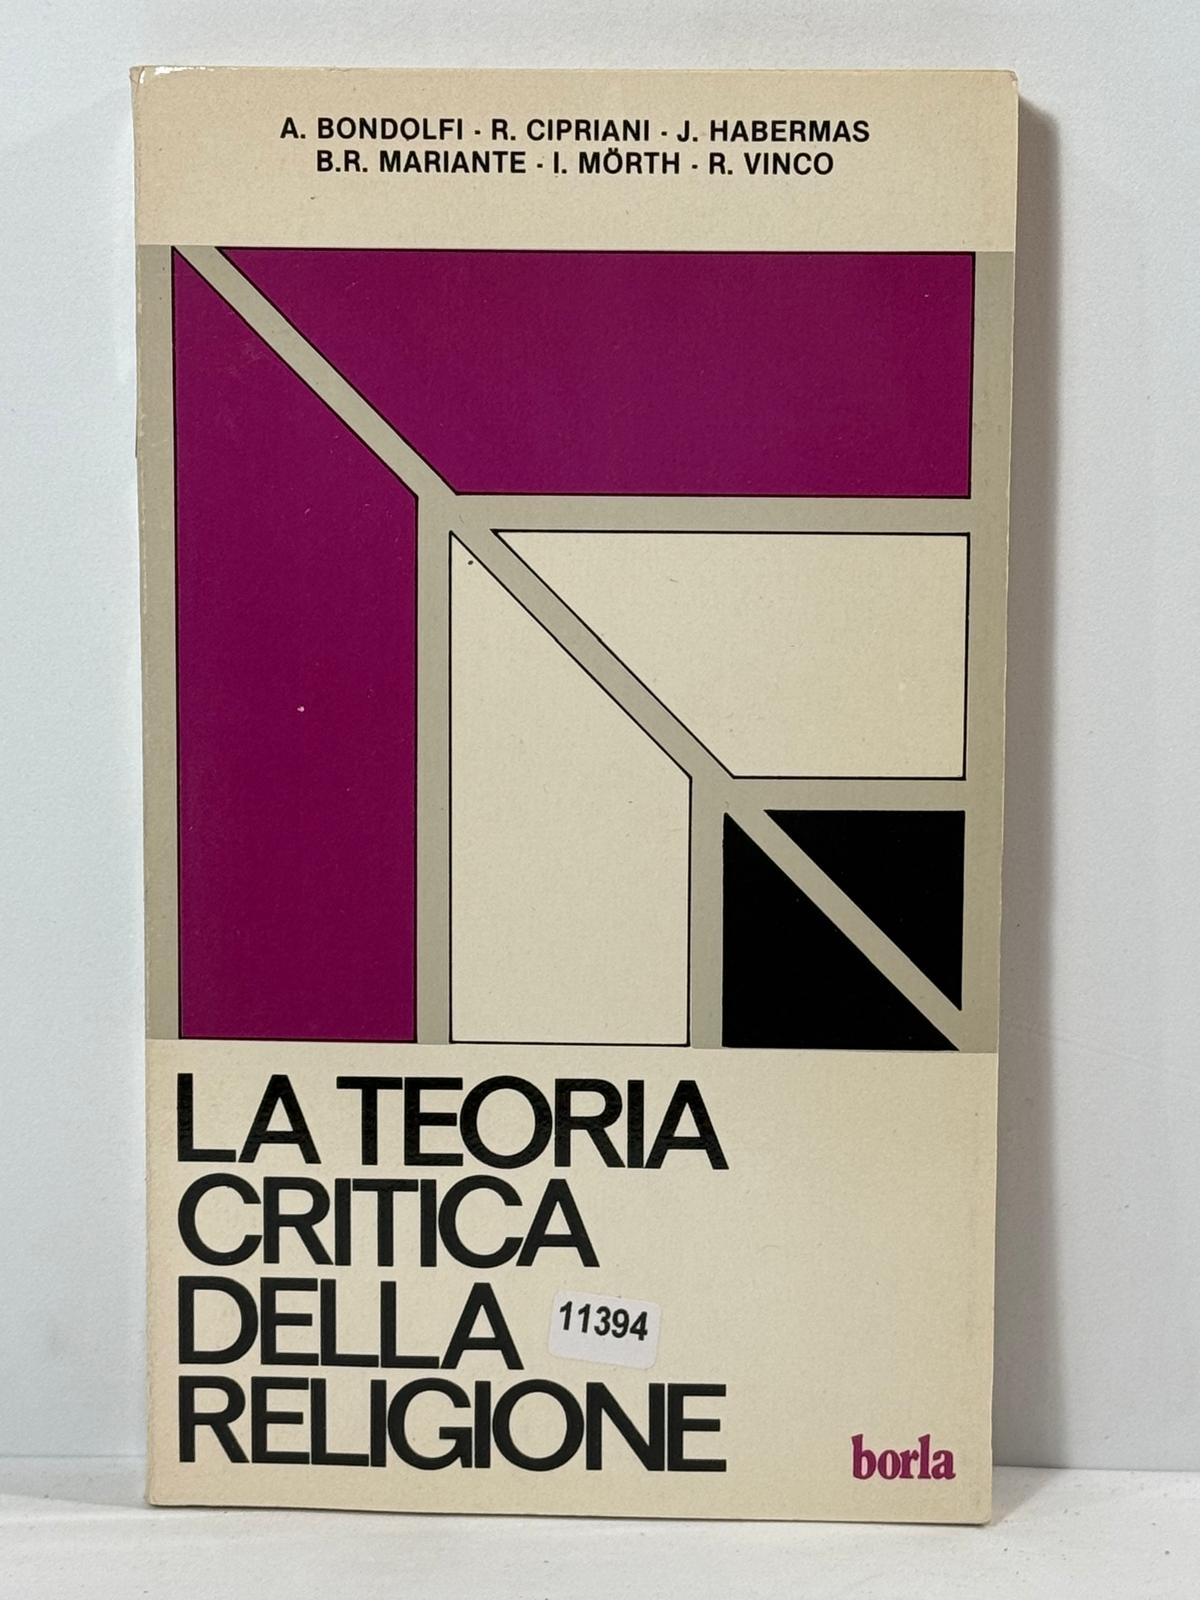 A. BONDOLFI - R. CIPRIANI - J. HABERMAS
B.R. MARIANTE - I. MÖRTH - R. VINCO
LA TEORIA
CRITICA
DELLA
11394
RELIGIONE
borla